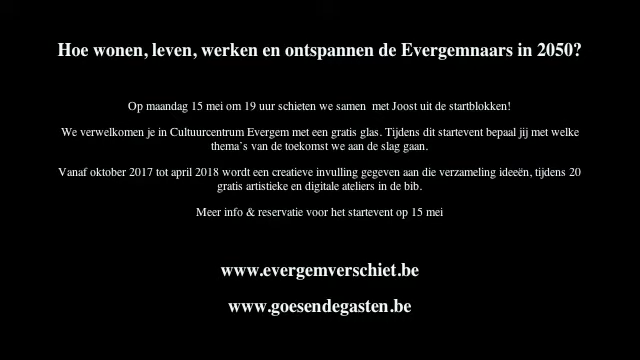 Hoe wonen, leven, werken en ontspannen de Evergemnaars in 2050?
Op maandag 15 mei om 19 uur schieten we samen met Joost uit de startblokken!
We verwelkomen je in Cultuurcentrum Evergem met een gratis glas. Tijdens dit startevent bepaal jij met welke
thema's van de toekomst we aan de slag gaan.
Vanaf oktober 2017 tot april 2018 wordt een creatieve invulling gegeven aan die verzameling ideeën, tijdens 20
gratis artistieke en digitale ateliers in de bib.
Meer info & reservatie voor het startevent op 15 mei
www.evergemverschiet.be
www.goesendegasten.be